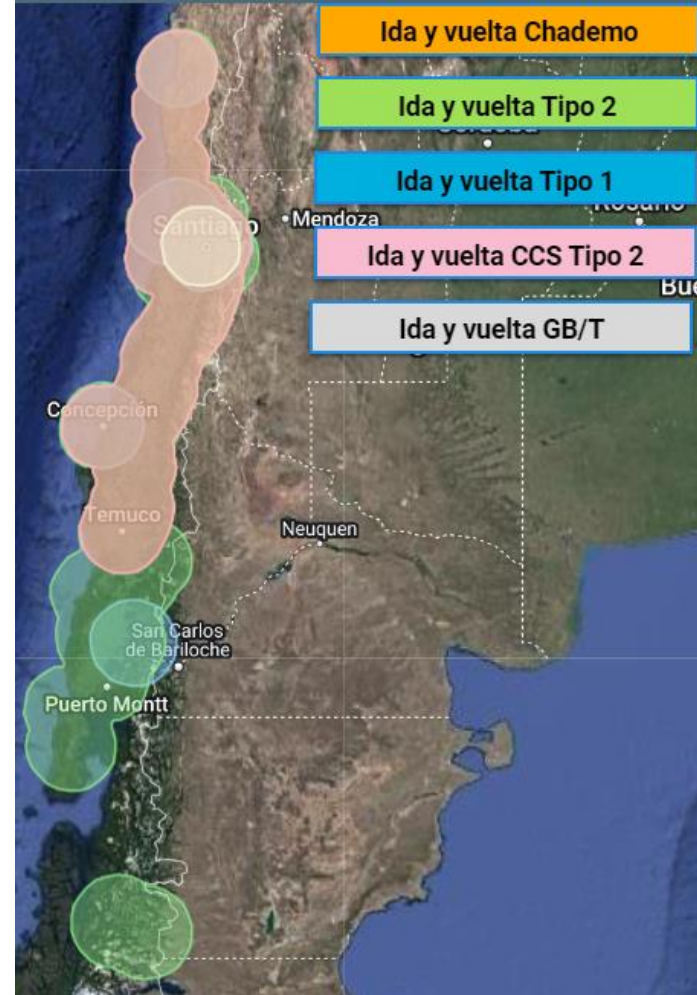 Ida y vuelta Chademo
Ida y vuelta Tipo 2
Ida y vuelta Tipo 1
Santiago
Mendoza
Ida y vuelta CCS Tipo 2
Ida y vuelta GB/T
Concepción
Temuco
Neuquen
San Carlos
de Bariloche
Puerto Montt